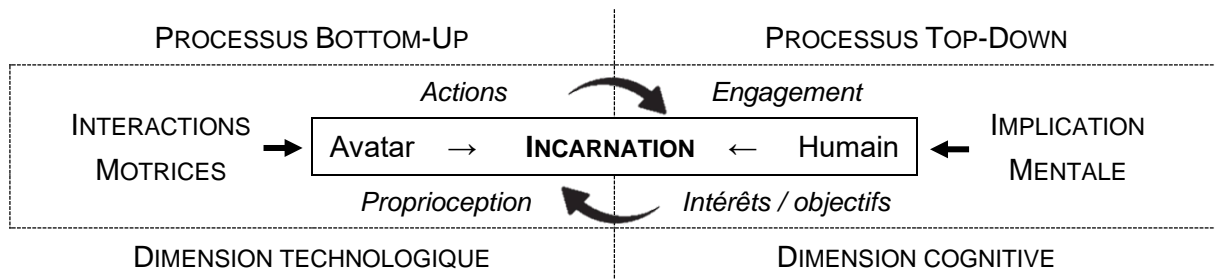 PROCESSUS BOTTOM-UP PROCESSUS TOP-DOWN
Actions Engagement
INTERACTIONS MOTRICES
Avatar → INCARNATION ← Humain
IMPLICATION MENTALE
Proprioception Intérêts / objectifs
DIMENSION TECHNOLOGIQUE DIMENSION COGNITIVE